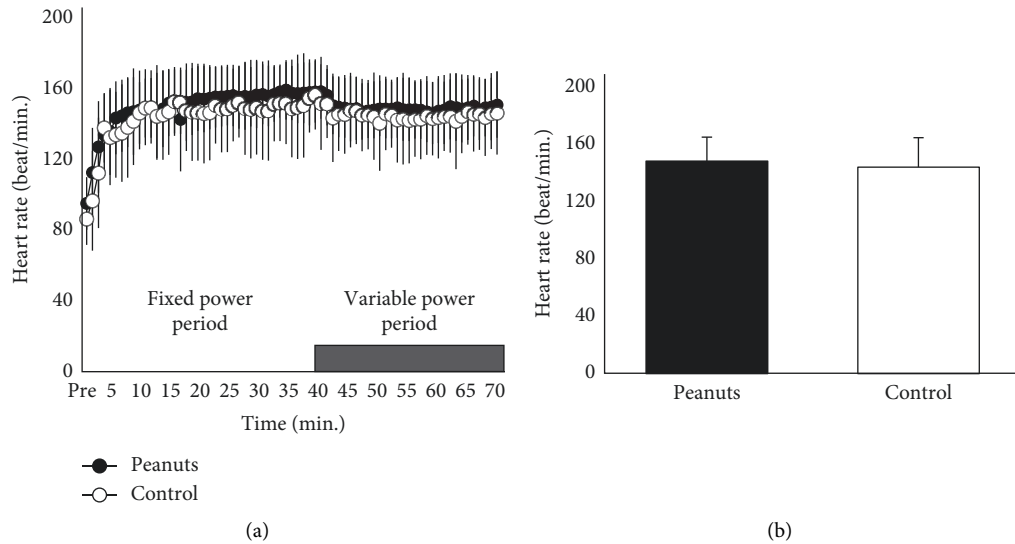 200
160
120
80
40
0
Heart rate (beat/min.)
Fixed power
period
Variable power
period
Pre 5 10 15 20 25 30 35 40 45 50 55 60 65 70
Time (min.)
Peanuts
Control
(a)
200
160
120
80
40
0
Heart rate (beat/min.)
Peanuts
Control
(b)